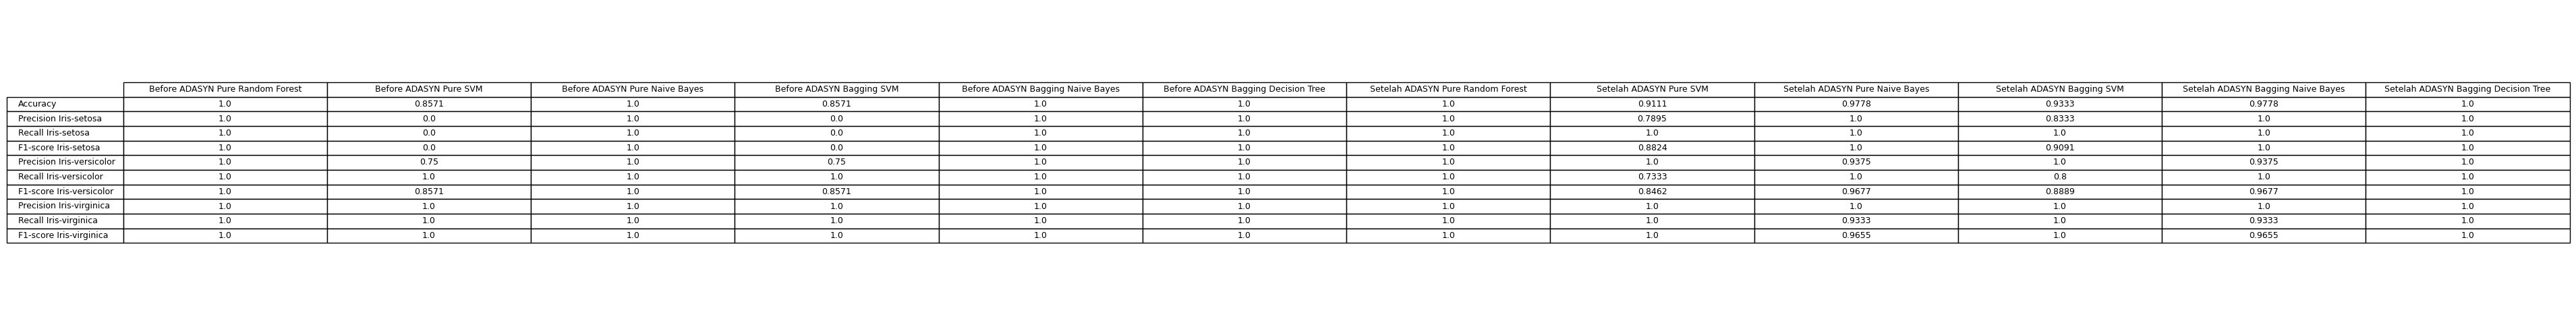 Before ADASYN Pure Random Forest Before ADASYN Pure SVM Before ADASYN Pure Naive Bayes Before ADASYN Bagging SVM Before ADASYN Bagging Naive Bayes Before ADASYN Bagging Decision Tree Setelah ADASYN Pure Random Forest Setelah ADASYN Pure SVM Setelah ADASYN Pure Naive Bayes Setelah ADASYN Bagging SVM Setelah ADASYN Bagging Naive Bayes Setelah ADASYN Bagging Decision Tree
Accuracy 1.0 0.8571 1.0 0.8571 1.0 1.0 1.0 0.9111 0.9778 0.9333 0.9778 1.0
Precision Iris-setosa 1.0 0.0 1.0 0.0 1.0 1.0 1.0 0.7895 1.0 0.8333 1.0 1.0
Recall Iris-setosa 1.0 0.0 1.0 0.0 1.0 1.0 1.0 1.0 1.0 1.0 1.0 1.0
F1-score Iris-setosa 1.0 0.0 1.0 0.0 1.0 1.0 1.0 0.8824 1.0 0.9091 1.0 1.0
Precision Iris-versicolor 1.0 0.75 1.0 0.75 1.0 1.0 1.0 1.0 0.9375 1.0 0.9375 1.0
Recall Iris-versicolor 1.0 1.0 1.0 1.0 1.0 1.0 1.0 0.7333 1.0 0.8 1.0 1.0
F1-score Iris-versicolor 1.0 0.8571 1.0 0.8571 1.0 1.0 1.0 0.8462 0.9677 0.8889 0.9677 1.0
Precision Iris-virginica 1.0 1.0 1.0 1.0 1.0 1.0 1.0 1.0 1.0 1.0 1.0 1.0
Recall Iris-virginica 1.0 1.0 1.0 1.0 1.0 1.0 1.0 1.0 0.9333 1.0 0.9333 1.0
F1-score Iris-virginica 1.0 1.0 1.0 1.0 1.0 1.0 1.0 1.0 0.9655 1.0 0.9655 1.0